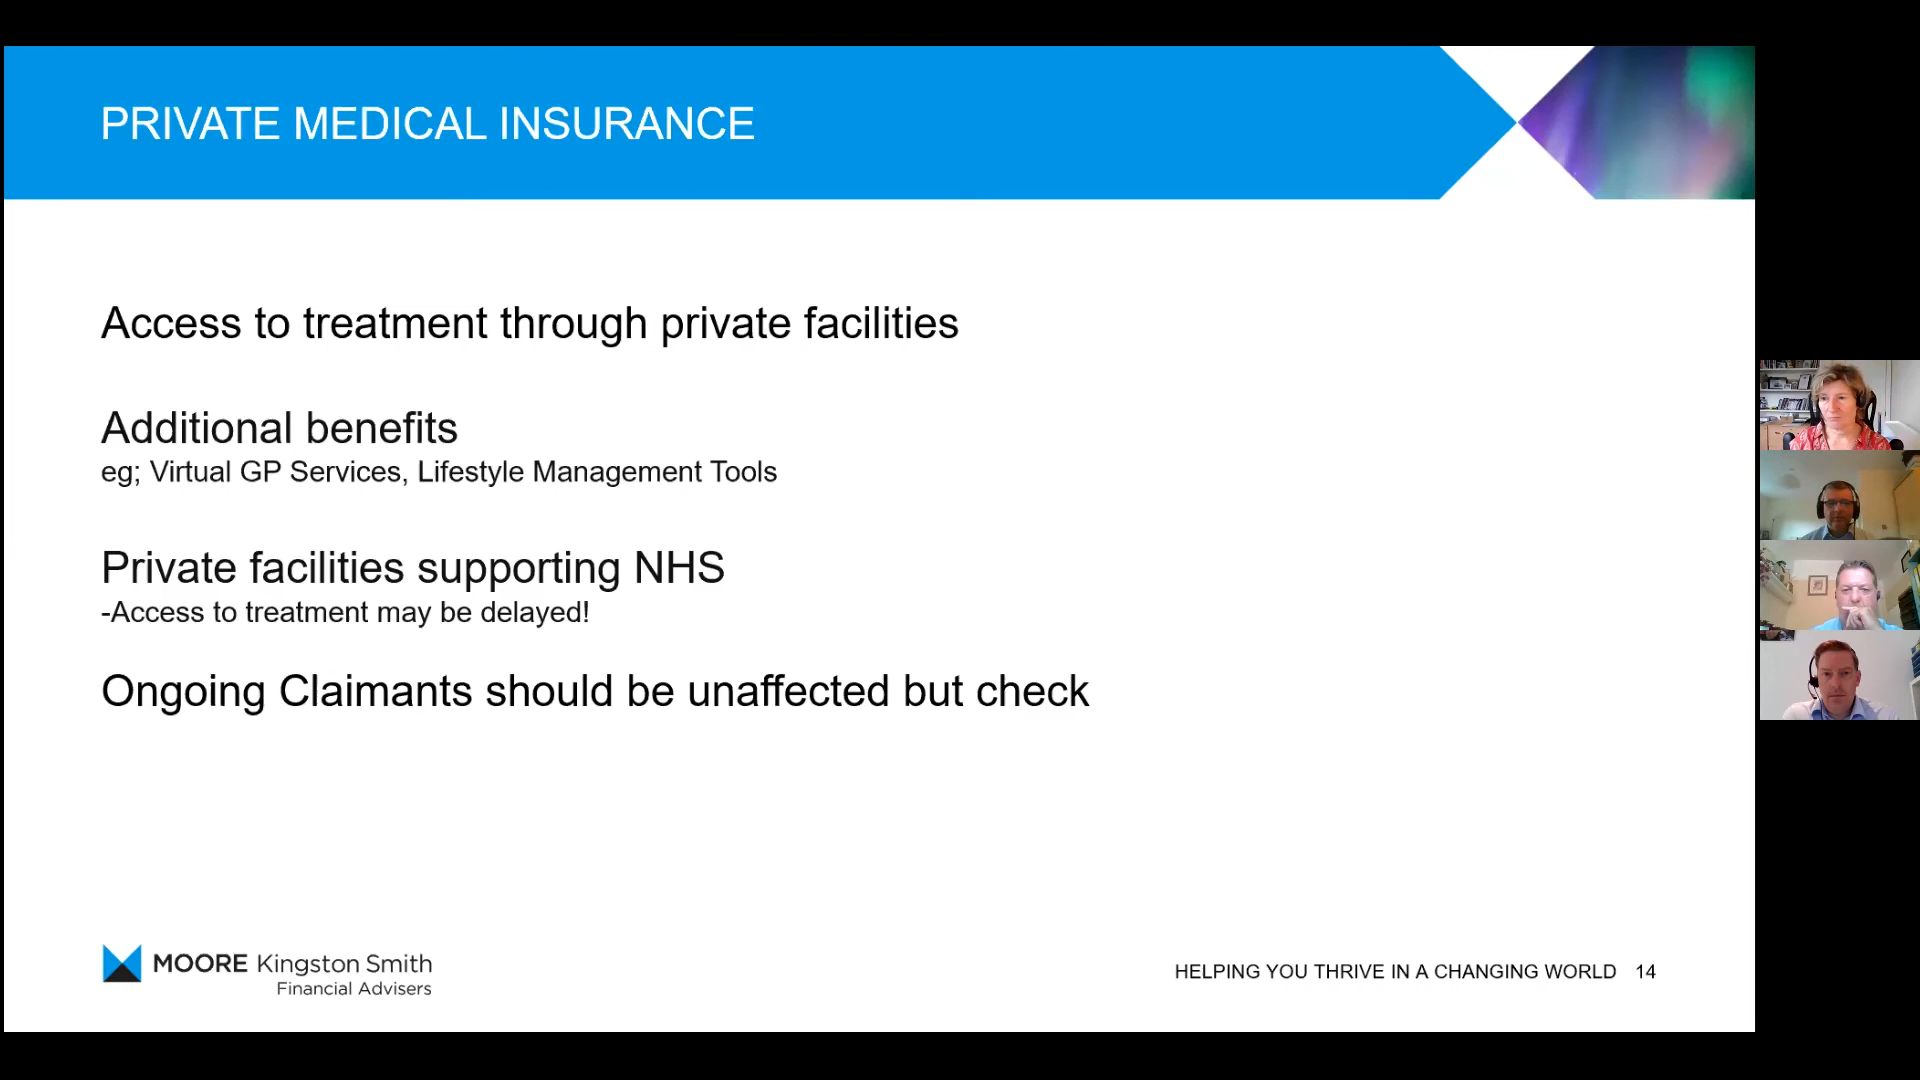 PRIVATE MEDICAL INSURANCE
Access to treatment through private facilities
Additional benefits
eg; Virtual GP Services, Lifestyle Management Tools
Private facilities supporting NHS
-Access to treatment may be delayed!
Ongoing Claimants should be unaffected but check
MOORE Kingston Smith
Financial Advisers
HELPING YOU THRIVE IN A CHANGING WORLD 14